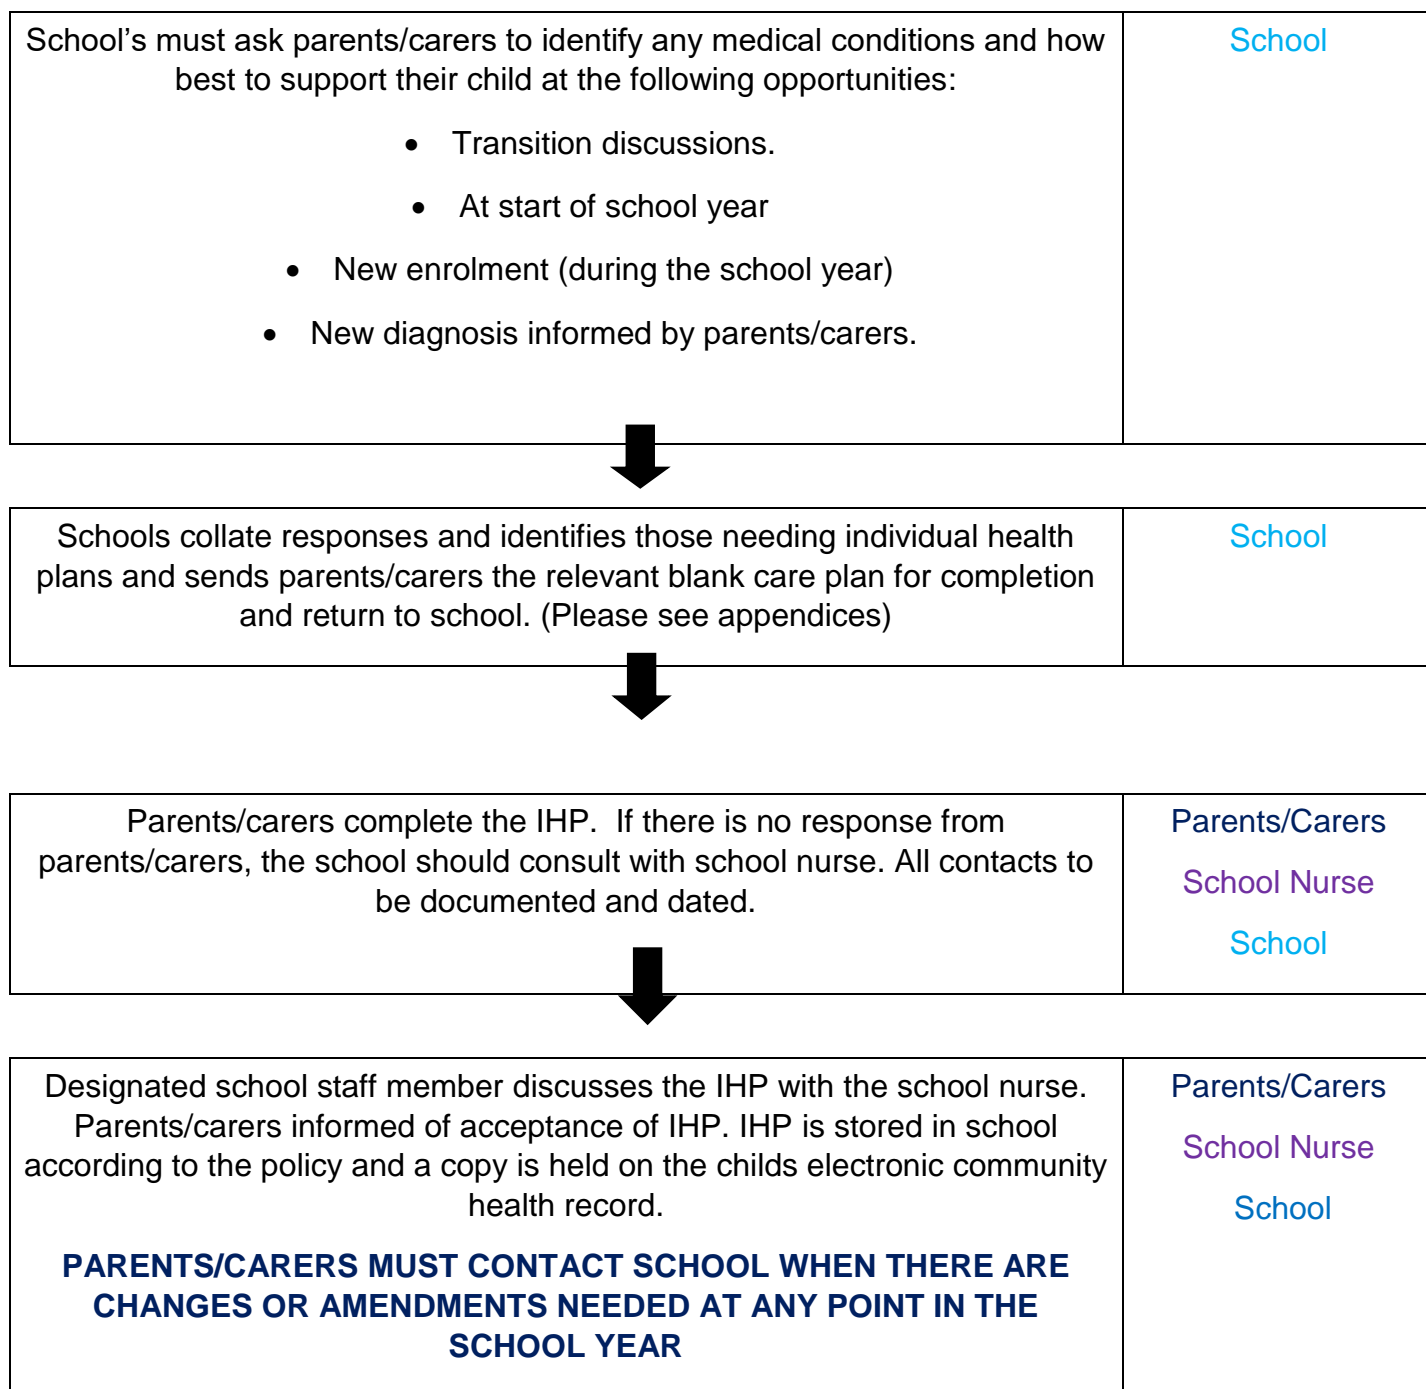 School’s must ask parents/carers to identify any medical conditions and how
best to support their child at the following opportunities:
• Transition discussions.
• At start of school year
• New enrolment (during the school year)
• New diagnosis informed by parents/carers.
School
Schools collate responses and identifies those needing individual health
plans and sends parents/carers the relevant blank care plan for completion
and return to school. (Please see appendices)
School
Parents/carers complete the IHP.  If there is no response from
parents/carers, the school should consult with school nurse. All contacts to
be documented and dated.
Parents/Carers
School Nurse
School
Designated school staff member discusses the IHP with the school nurse.
Parents/carers informed of acceptance of IHP. IHP is stored in school
according to the policy and a copy is held on the childs electronic community
health record.
PARENTS/CARERS MUST CONTACT SCHOOL WHEN THERE ARE
CHANGES OR AMENDMENTS NEEDED AT ANY POINT IN THE
SCHOOL YEAR
Parents/Carers
School Nurse
School